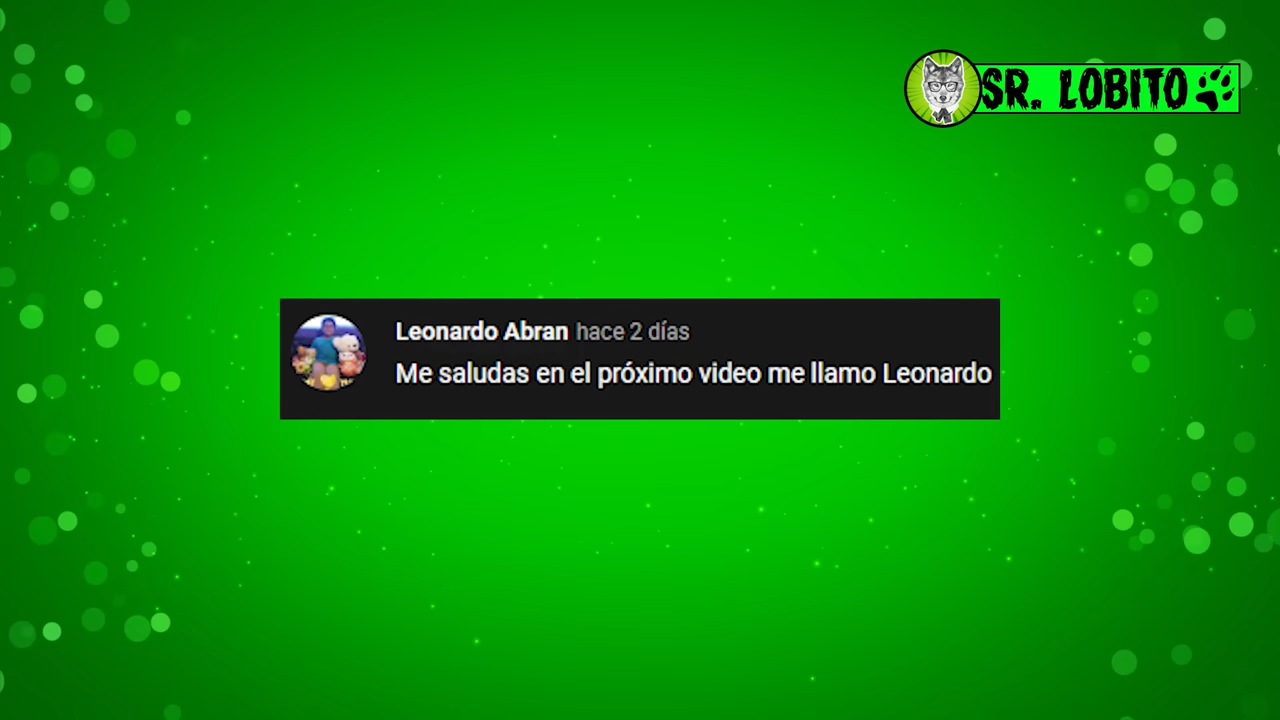 SR. LOBITO
Leonardo Abran hace 2 días
Me saludas en el próximo video me llamo Leonardo